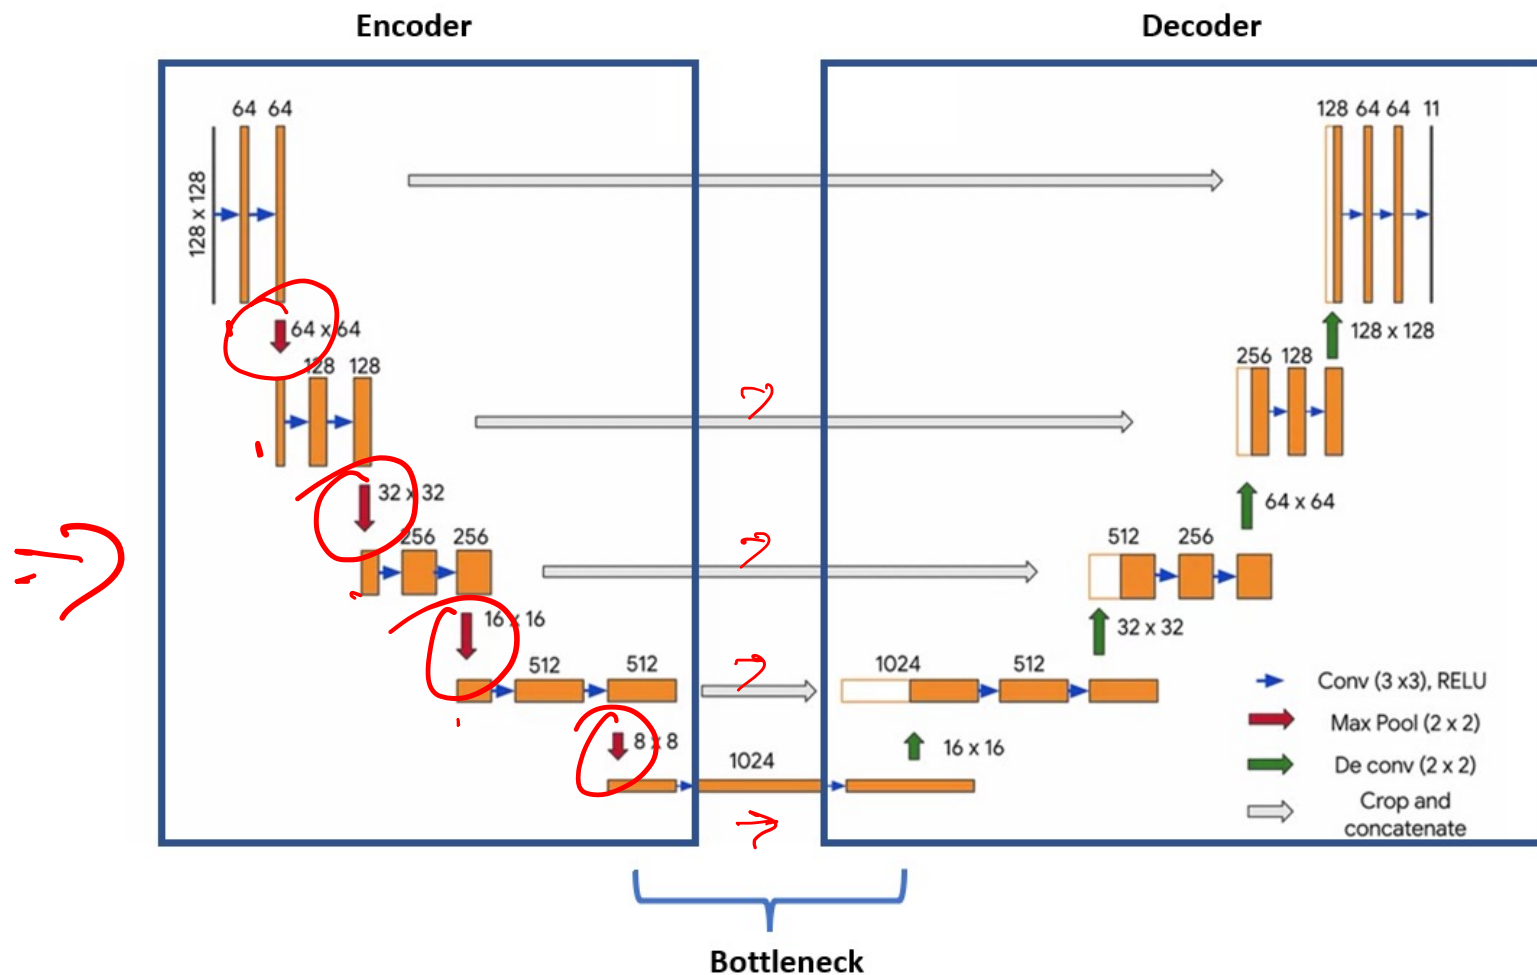 Encoder
Decoder
64 64
128 64 64 11
128 x 128
64 x 64
128 x 128
128 128
256 128
32 x 32
64 x 64
256 256
512 256
16 x 16
32 x 32
512 512
1024 512
Conv (3 x3), RELU
Max Pool (2 x 2)
8 x 8
16 x 16
1024
De conv (2 x 2)
Crop and
concatenate
Bottleneck